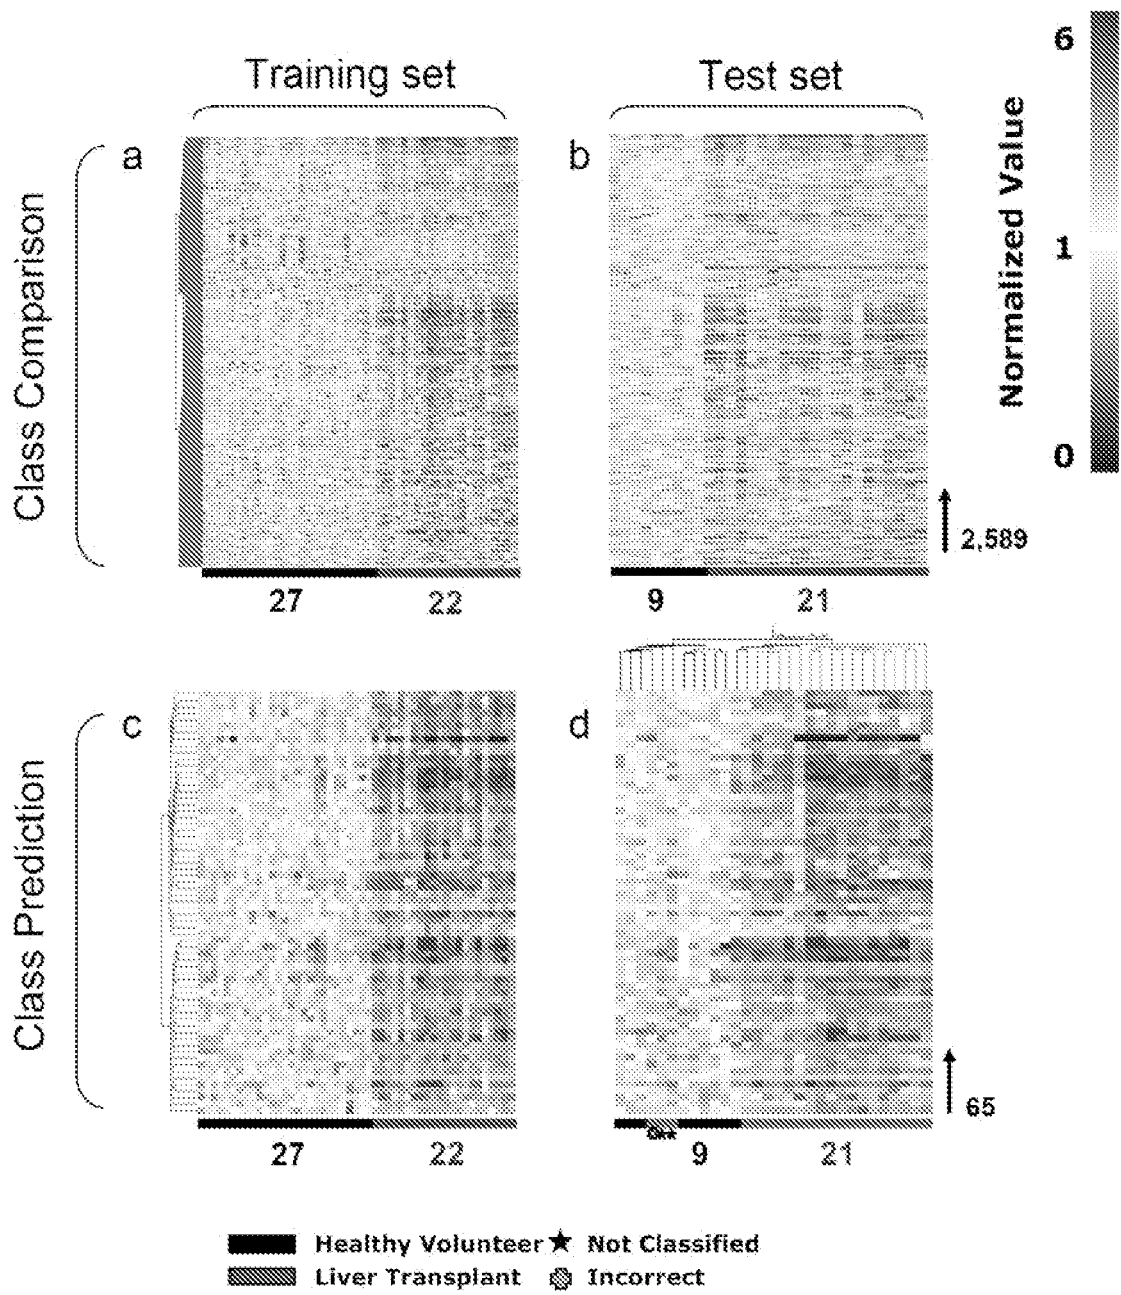 Training set
Test set
6
1
0
Normalized Value
Class Comparison
a
b
2,589
27
22
9
21
Class Prediction
c
d
65
27
22
9
21
Healthy Volunteer ★ Not Classified
Liver Transplant Incorrect